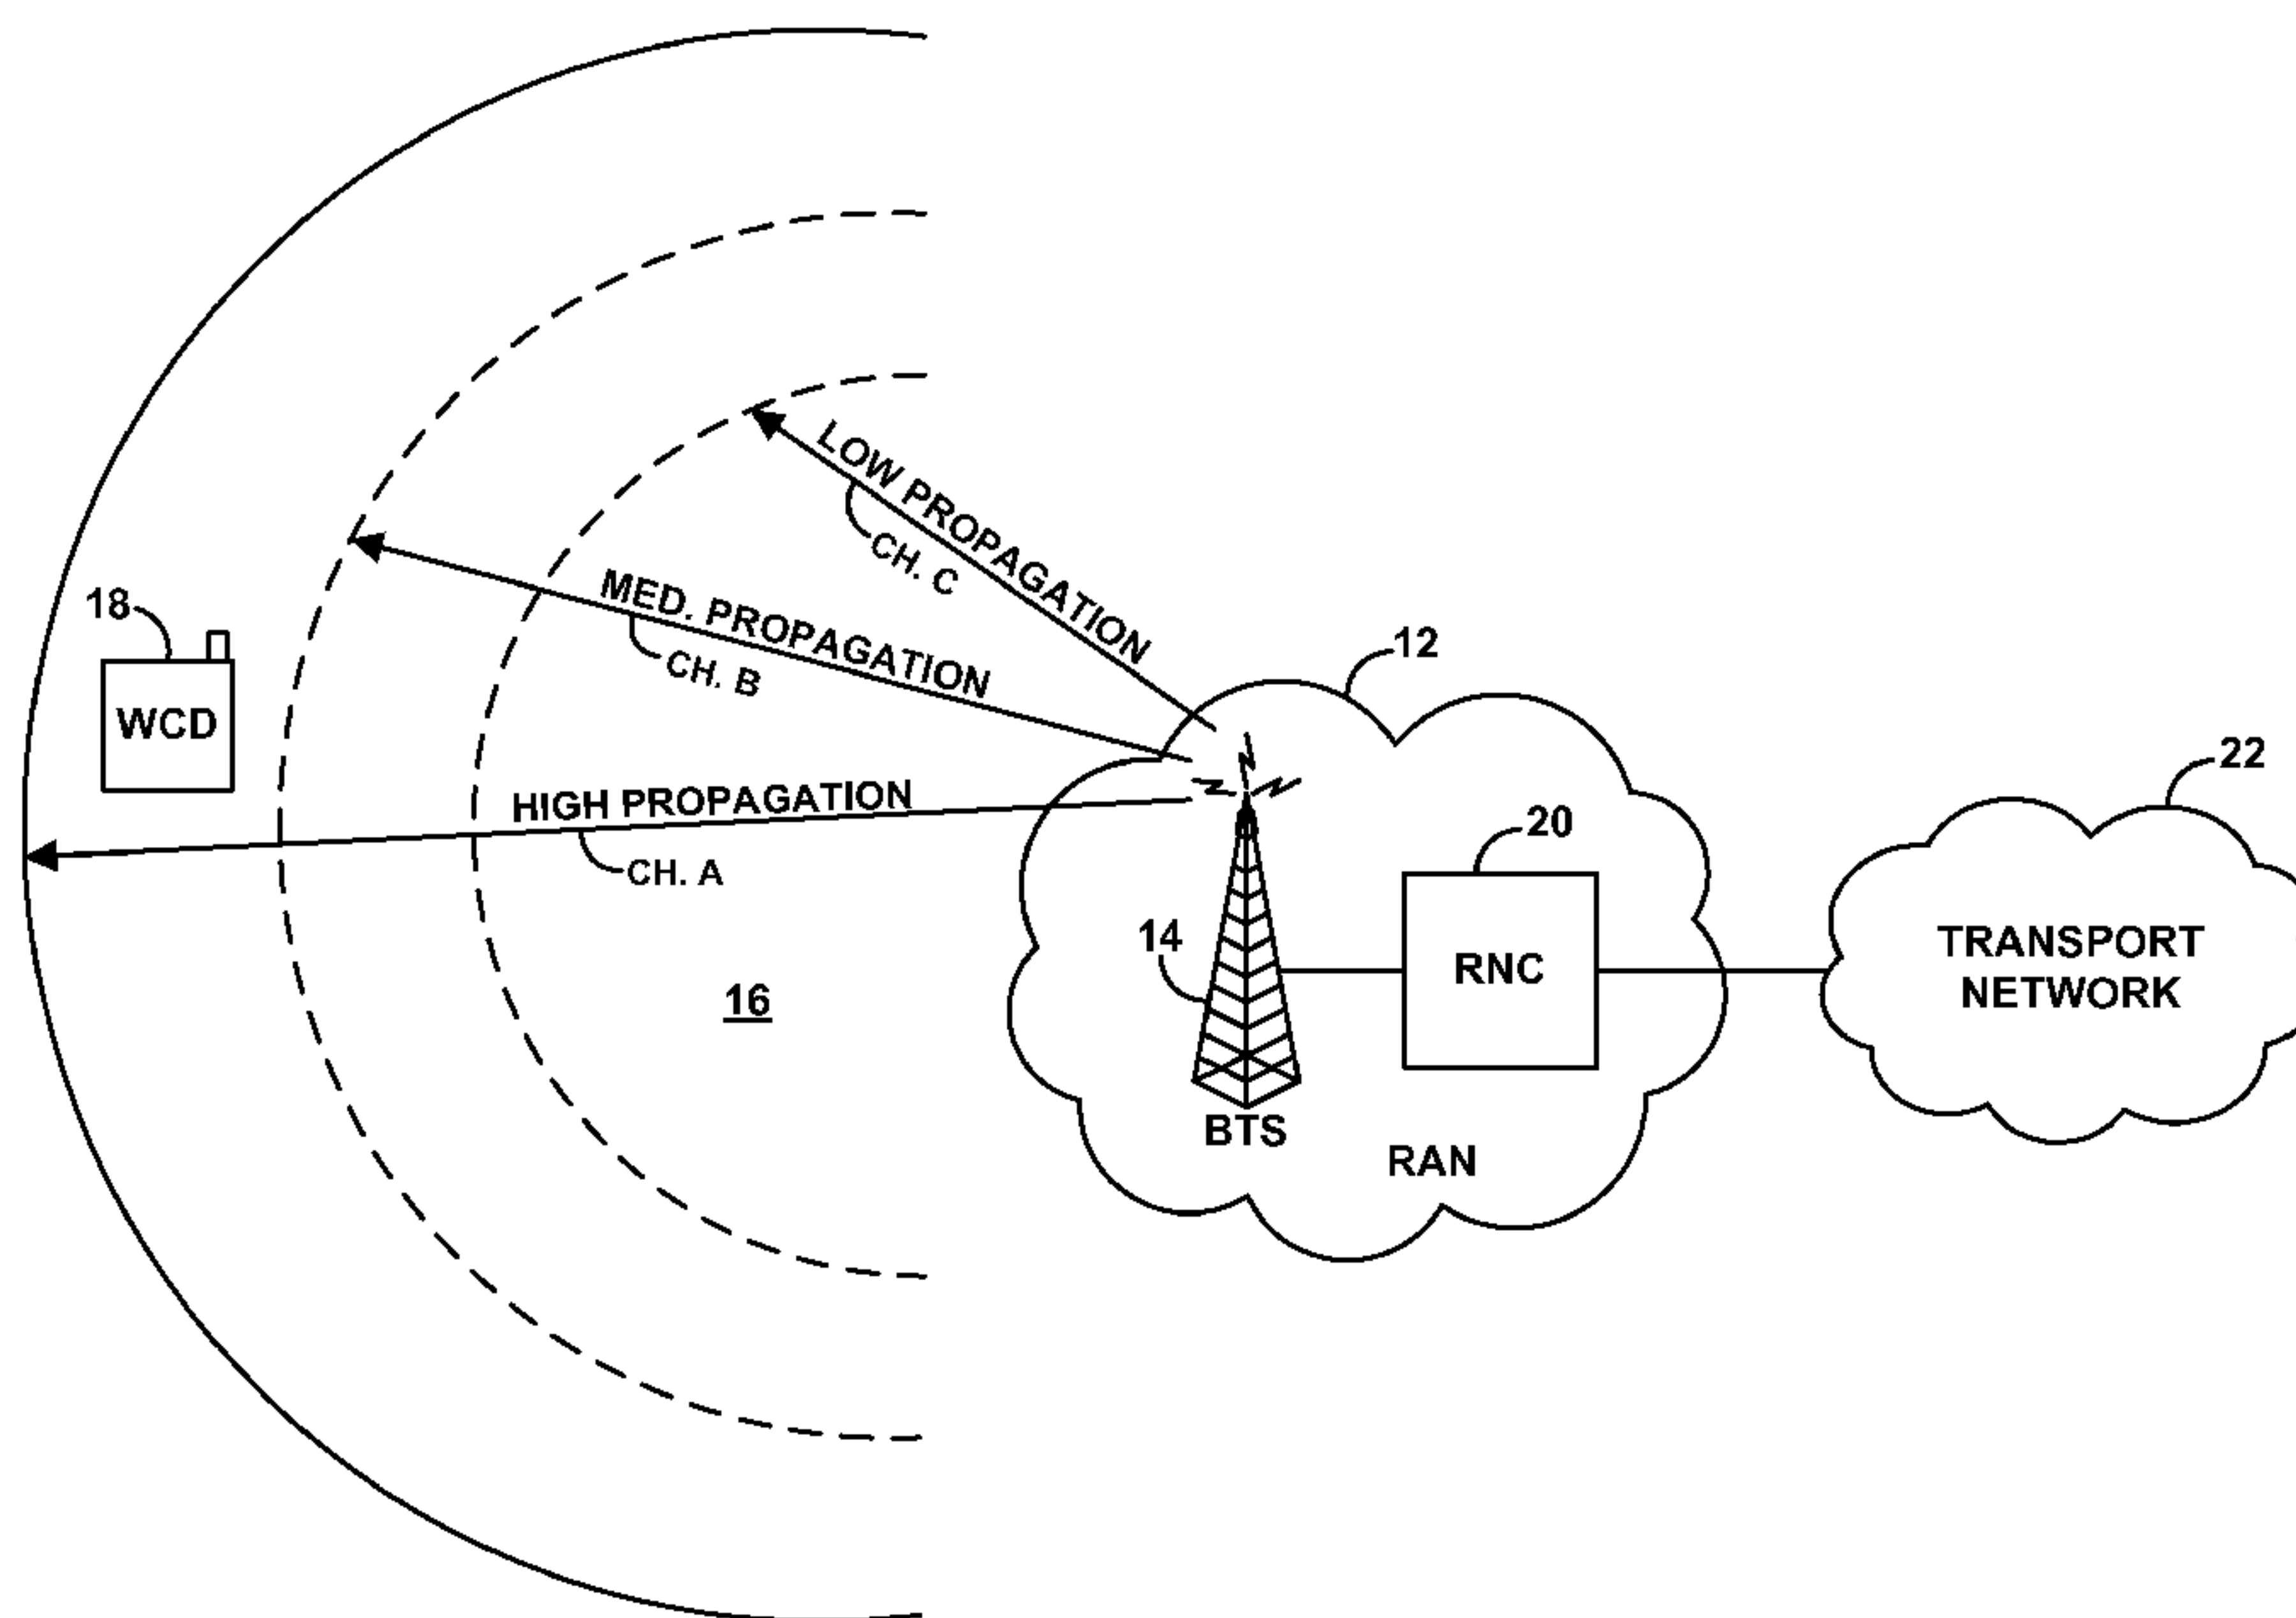 LOW PROPAGATION
CH. C
MED. PROPAGATION
CH. B
18
WCD
12
HIGH PROPAGATION
CH. A
22
20
14
RNC
TRANSPORT
NETWORK
16
BTS
RAN